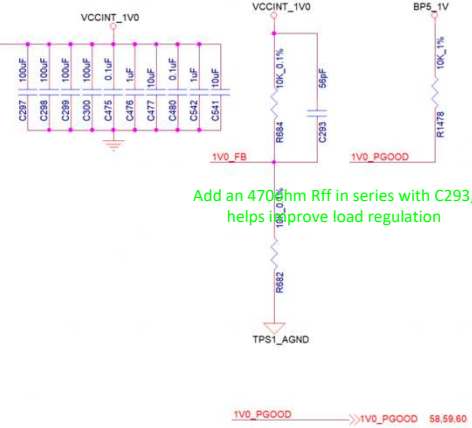 VCCINT_1V0
VCCINT_1V0
BP5_1V
100uF
100uF
100uF
100uF
0.1uF
1uF
10uF
0.1uF
1uF
10uF
C297
C298
C299
C300
C475
C476
C477
C480
C542
C541
10K_0.1%
R684
56pF
C293
10K_1%
R1478
1V0_FB
1V0_PGOOD
Add an 470ohm Rff in series with C293,
helps improve load regulation
R682
TPS1_AGND
1V0_PGOOD
1V0_PGOOD 58,59,60